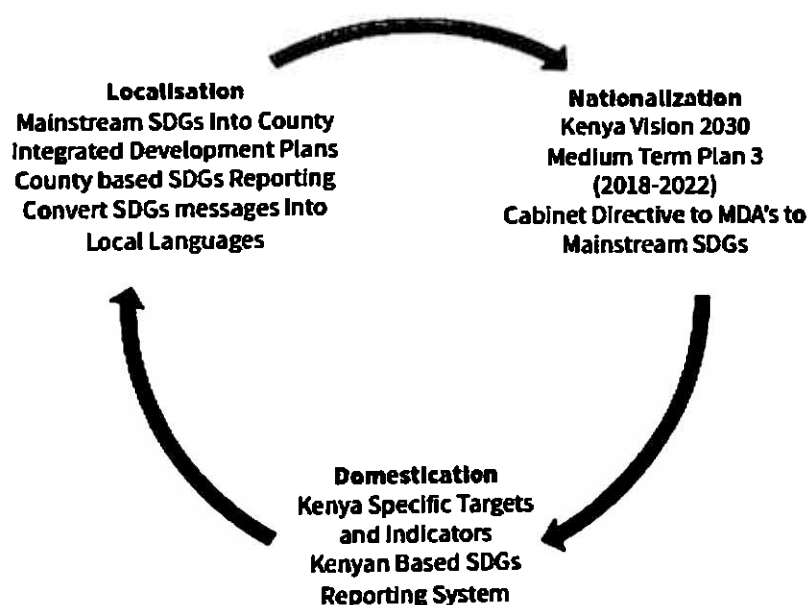 Localisation
Mainstream SDGs Into County
Integrated Development Plans
County based SDGs Reporting
Convert SDGs messages Into
Local Languages
Nationalization
Kenya Vision 2030
Medium Term Plan 3
(2018-2022)
Cabinet Directive to MDA's to
Mainstream SDGs
Domestication
Kenya Specific Targets
and Indicators
Kenyan Based SDGs
Reporting System